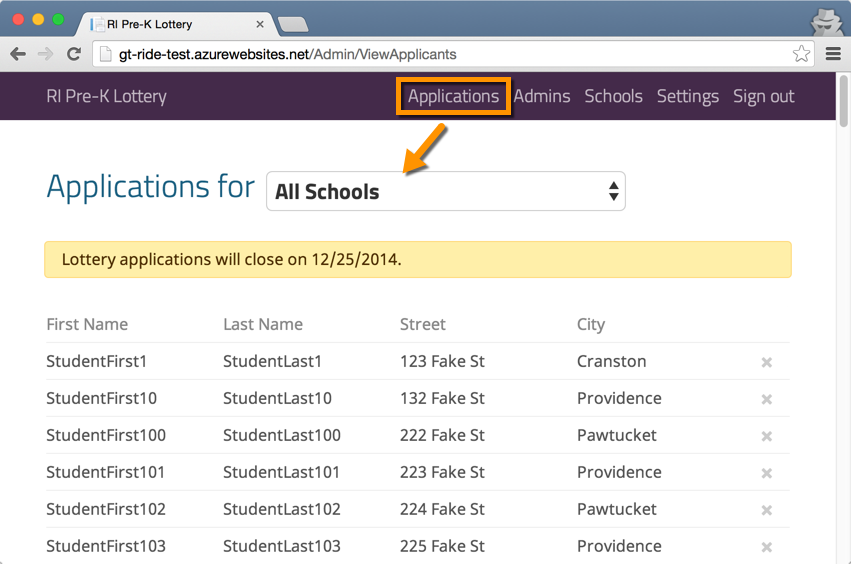 RI Pre-K Lottery
gt-ride-test.azurewebsites.net/Admin/ViewApplicants
RI Pre-K Lottery Applications Admins Schools Settings Sign out
Applications for All Schools
Lottery applications will close on 12/25/2014.
First Name Last Name Street City
StudentFirst1 StudentLast1 123 Fake St Cranston
StudentFirst10 StudentLast10 132 Fake St Providence
StudentFirst100 StudentLast100 222 Fake St Pawtucket
StudentFirst101 StudentLast101 223 Fake St Providence
StudentFirst102 StudentLast102 224 Fake St Pawtucket
StudentFirst103 StudentLast103 225 Fake St Providence